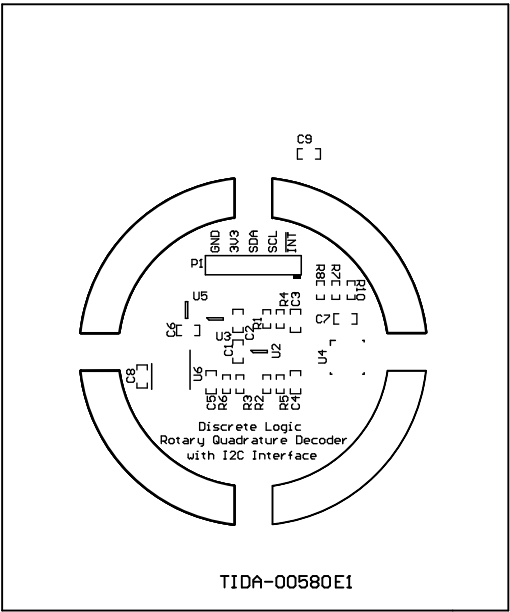 C9
GND
3V3
SDA
SCL
INT
P1
R8
R7
R10
U5
R4
C3
C6
U3
C2
R1
C7
C1
U2
U4
C8
U6
C5
R6
R3
R2
R5
C4
Discrete Logic
Rotary Quadrature Decoder
with I2C Interface
TIDA-00580E1